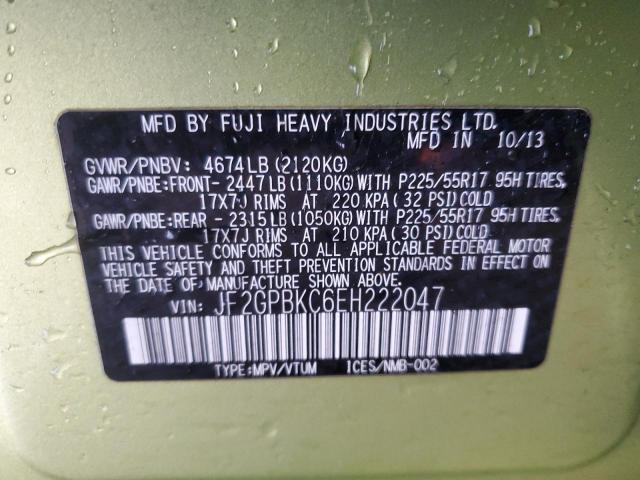 MFD BY FUJI HEAVY INDUSTRIES LTD.
MFD IN 10/13
GVWR/PNBV: 4674LB (2120KG)
GAWR/PNBE:FRONT- 2447LB(1110KG)WITH P225/55R17 95H TIRES,
17X7J RIMS AT 220 KPA (32 PSI)COLD
GAWR/PNBE:REAR - 2315LB(1050KG)WITH P225/55R17 95H TIRES,
17X7J RIMS AT 210 KPA (30 PSI)COLD
THIS VEHICLE CONFORMS TO ALL APPLICABLE FEDERAL MOTOR
VEHICLE SAFETY AND THEFT PREVENTION STANDARDS IN EFFECT ON THE
DATE OF MANUFACTURE SHOWN ABOVE.
VIN: JF2GPBKC6EH222047
TYPE:MPV/VTUM ICES/NMB-002